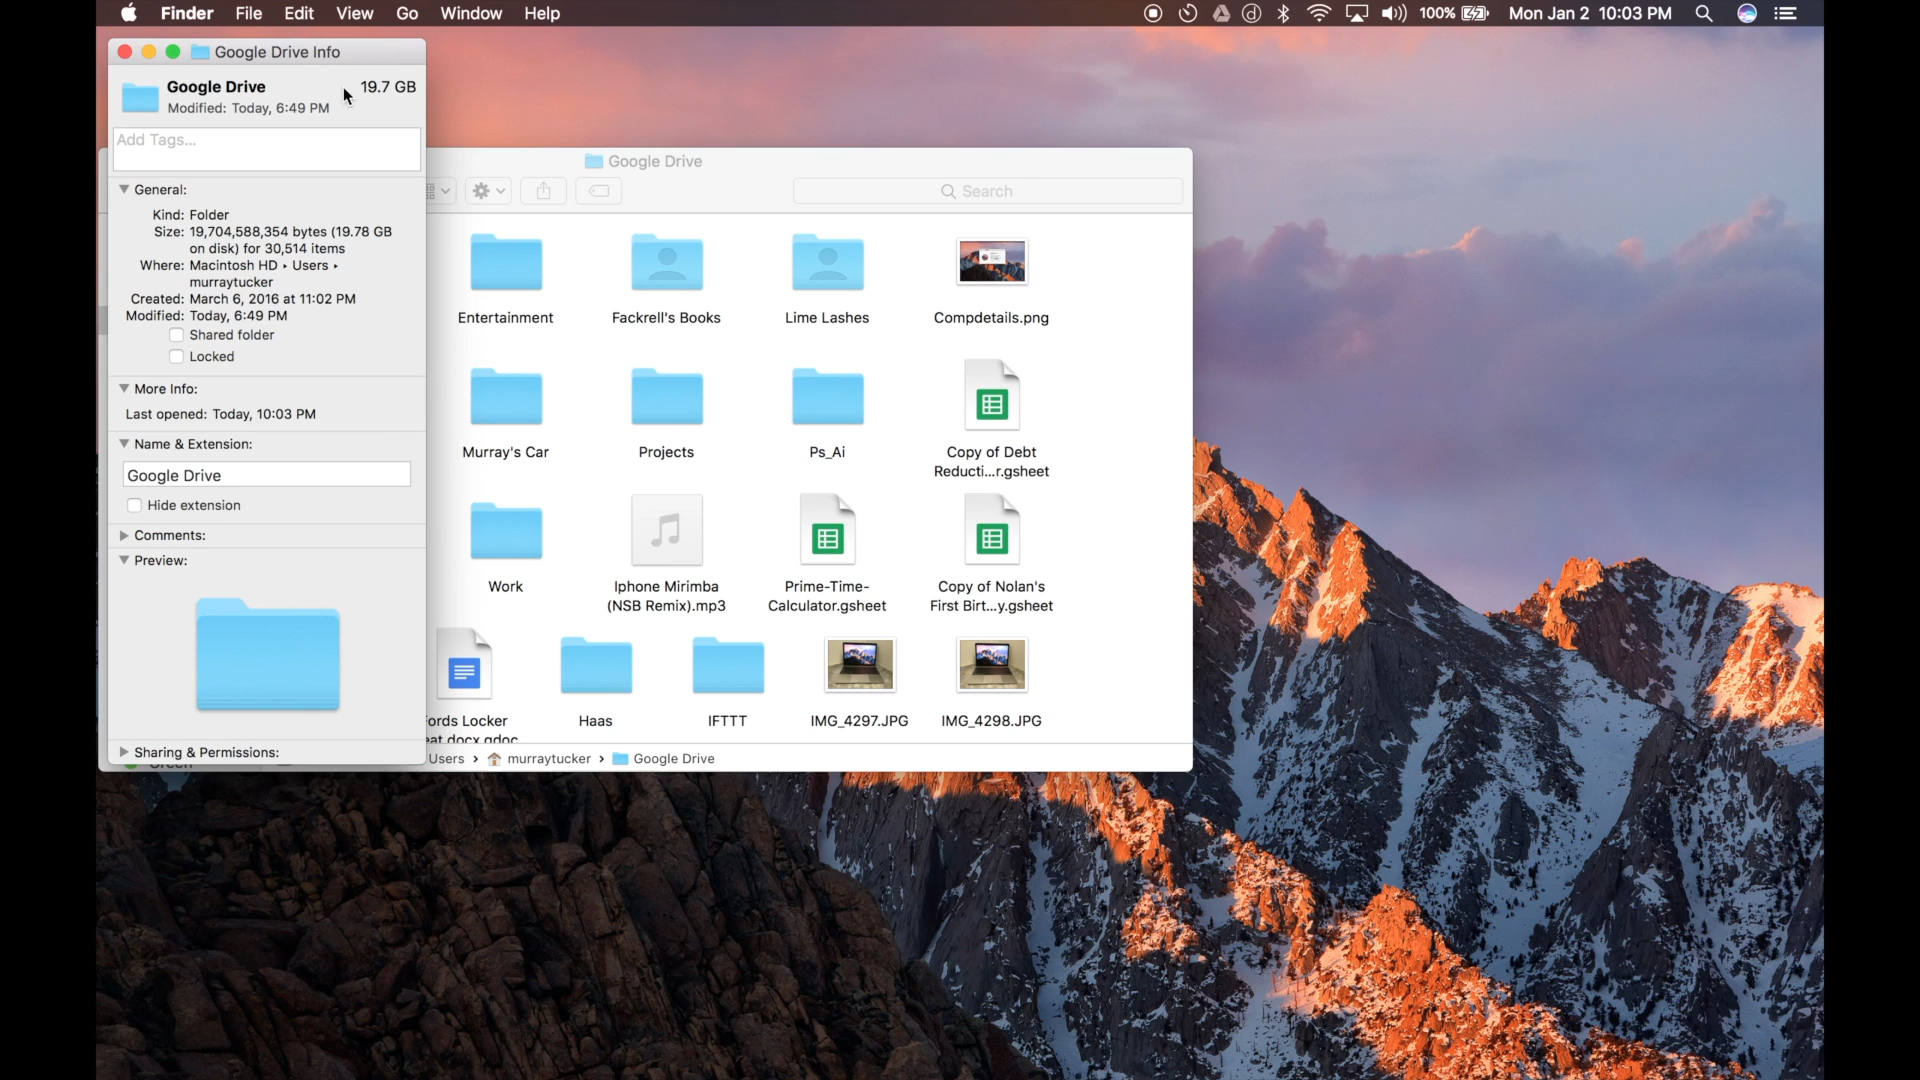 Finder File Edit View Go Window Help
100% Mon Jan 2 10:03 PM
Google Drive Info
Google Drive 19.7 GB
Modified: Today, 6:49 PM
Add Tags...
General:
Kind: Folder
Size: 19,704,588,354 bytes (19.78 GB
on disk) for 30,514 items
Where: Macintosh HD ▸ Users ▸
murraytucker
Created: March 6, 2016 at 11:02 PM
Modified: Today, 6:49 PM
Shared folder
Locked
More Info:
Last opened: Today, 10:03 PM
Name & Extension:
Google Drive
Hide extension
Comments:
Preview:
Sharing & Permissions:
Google Drive
Search
Entertainment
Fackrell's Books
Lime Lashes
Compdetails.png
Murray's Car
Projects
Ps_Ai
Copy of Debt
Reducti...r.gsheet
Work
Iphone Mirimba
(NSB Remix).mp3
Prime-Time-
Calculator.gsheet
Copy of Nolan's
First Birt...y.gsheet
ords Locker
Haas
IFTTT
IMG_4297.JPG
IMG_4298.JPG
Users › murraytucker › Google Drive